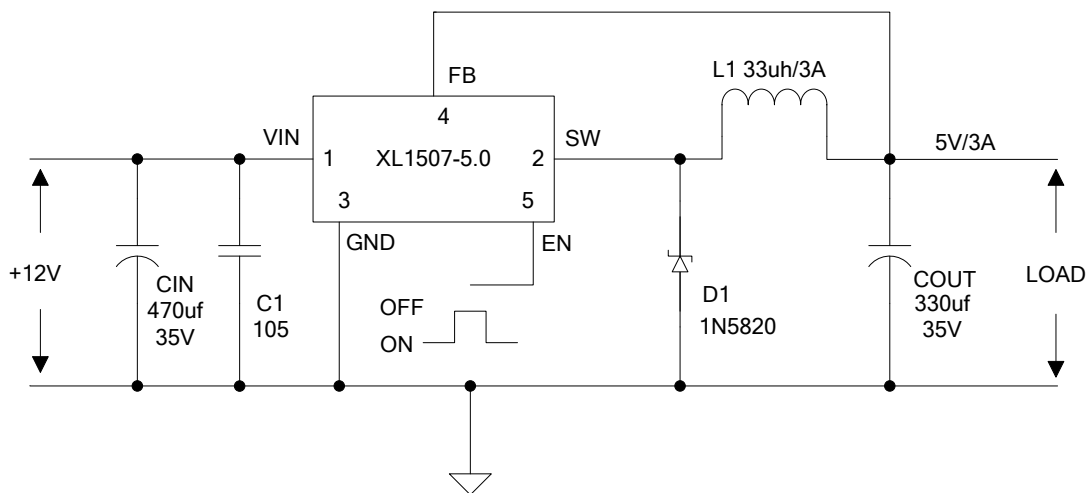 L1 33uh/3A
FB
4
VIN
SW
5V/3A
1
XL1507-5.0
2
3
5
GND
EN
+12V
CIN
470uf
35V
C1
105
OFF
ON
D1
1N5820
COUT
330uf
35V
LOAD